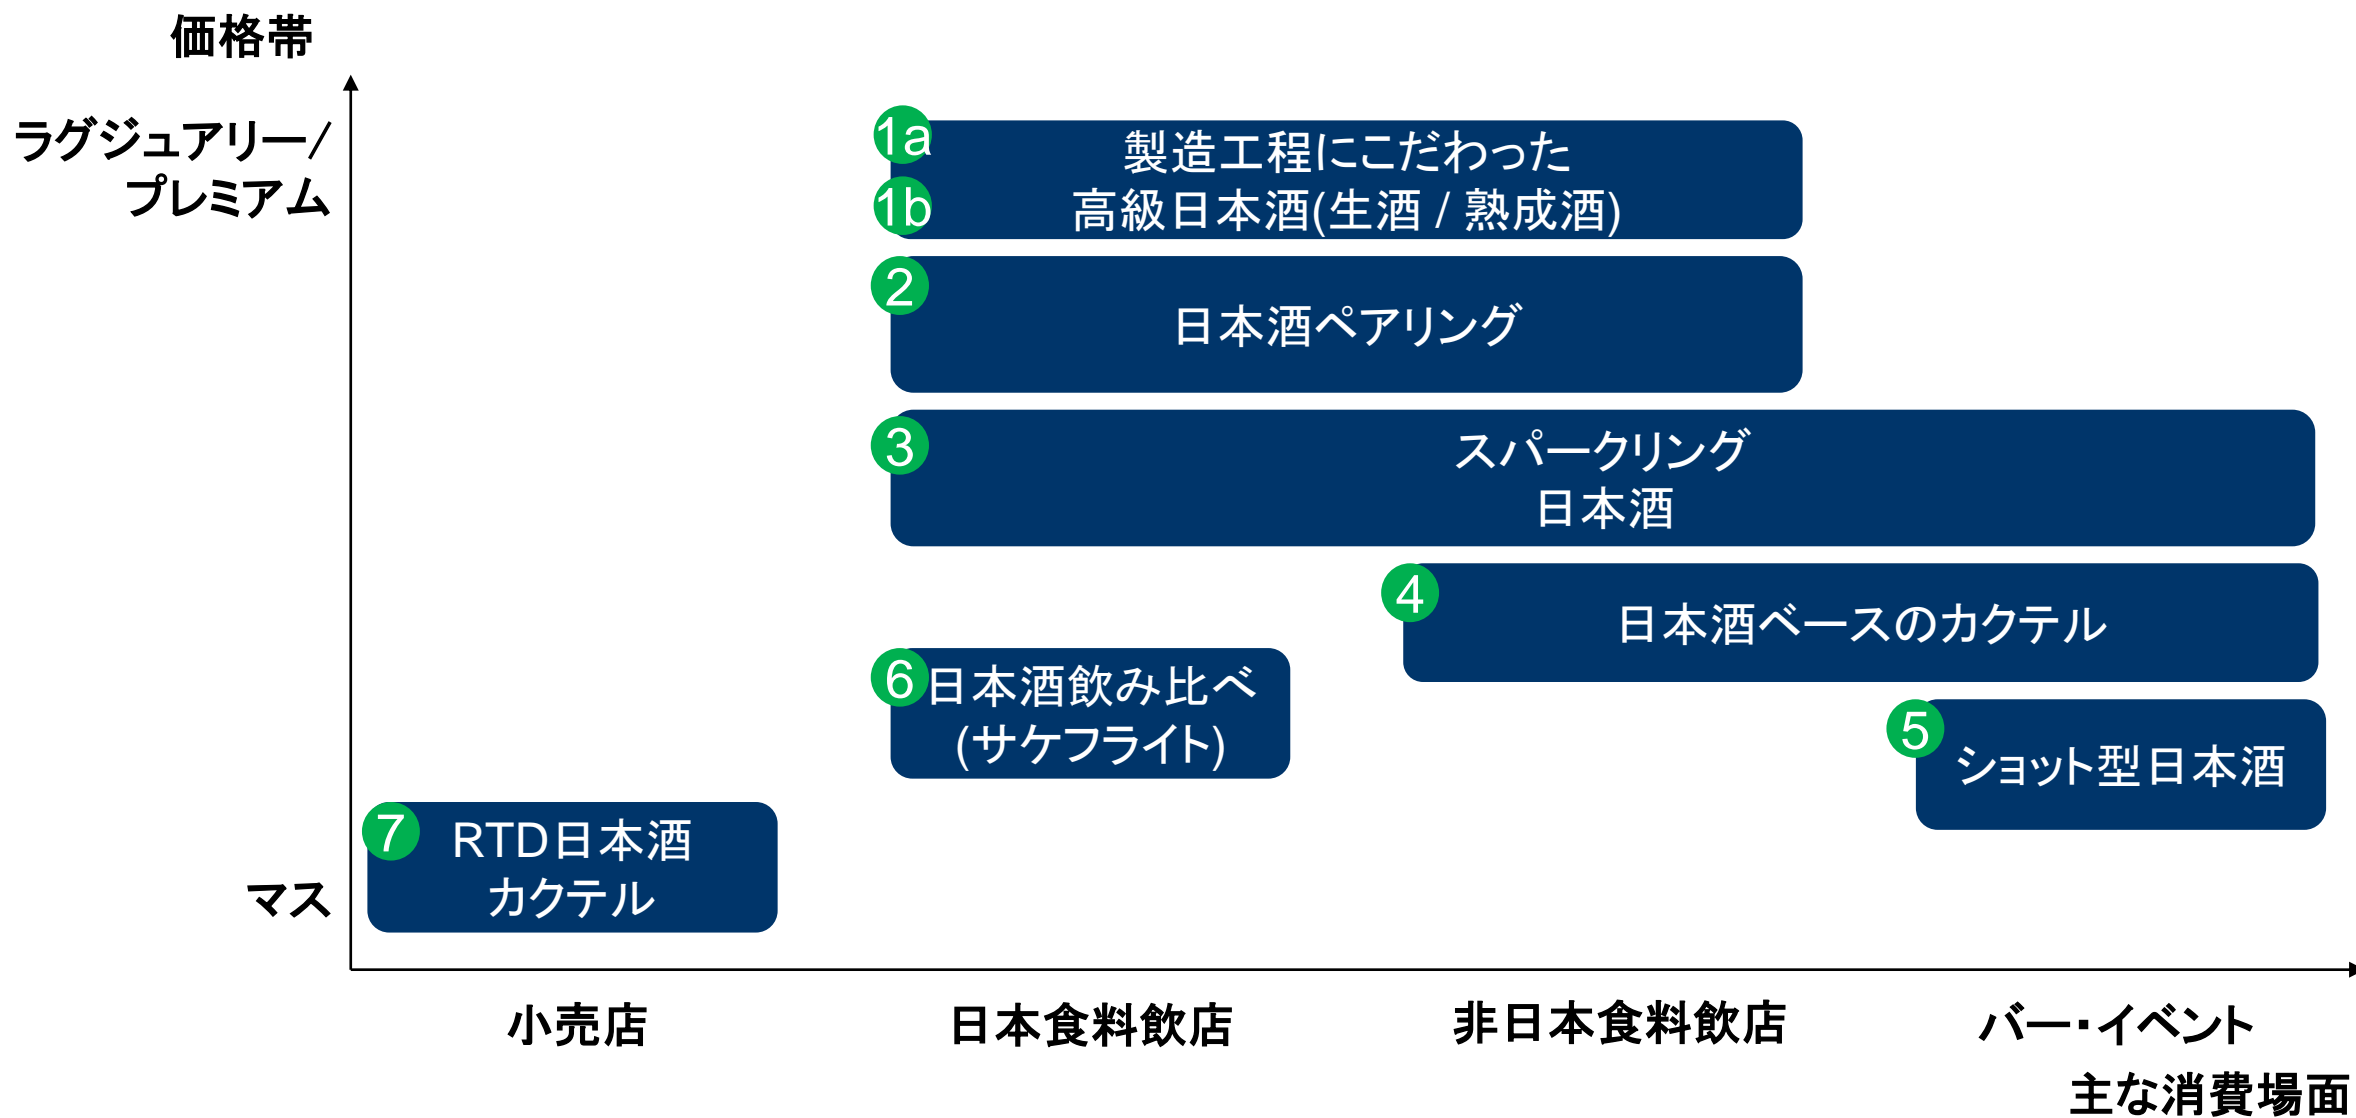 価格帯
ラグジュアリー/
プレミアム
1a
製造工程にこだわった
1b
高級日本酒(生酒 / 熟成酒)
2
日本酒ペアリング
3
スパークリング
日本酒
4
日本酒ベースのカクテル
6
日本酒飲み比べ
(サケフライト)
5
ショット型日本酒
7
RTD日本酒
カクテル
マス
小売店
日本食料飲店
非日本食料飲店
バー・イベント
主な消費場面